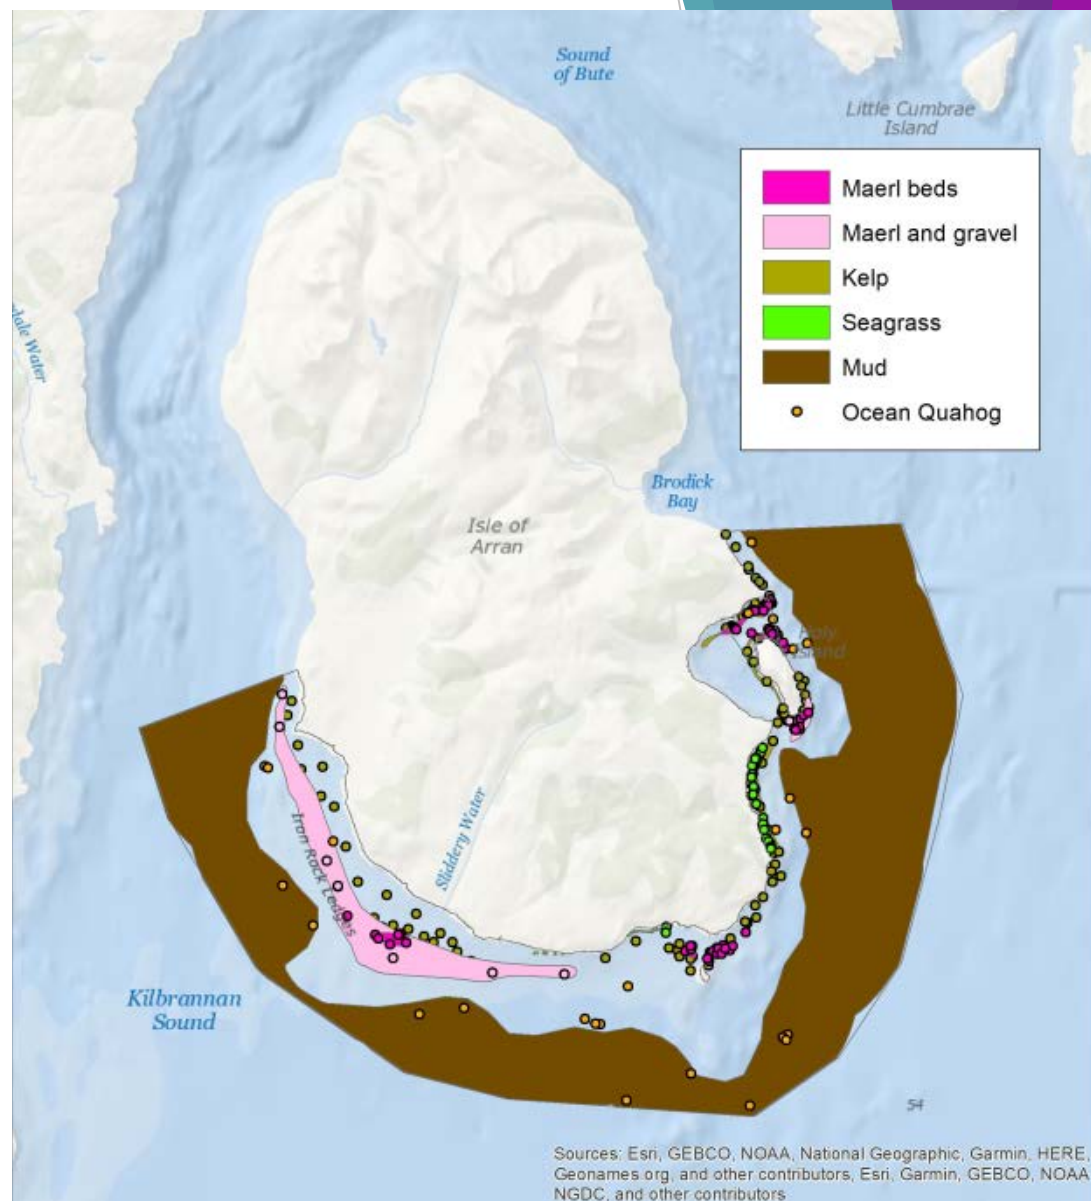 Sound
of Bute
Little Cumbrae
Island
Maerl beds
Maerl and gravel
Kelp
Seagrass
Mud
Ocean Quahog
dale Water
Brodick
Bay
Isle of
Arran
Holy
Island
Sliddery Water
Iron Rock Ledges
Kilbrannan
Sound
54
Sources: Esri, GEBCO, NOAA, National Geographic, Garmin, HERE,
Geonames.org, and other contributors, Esri, Garmin, GEBCO, NOAA
NGDC, and other contributors